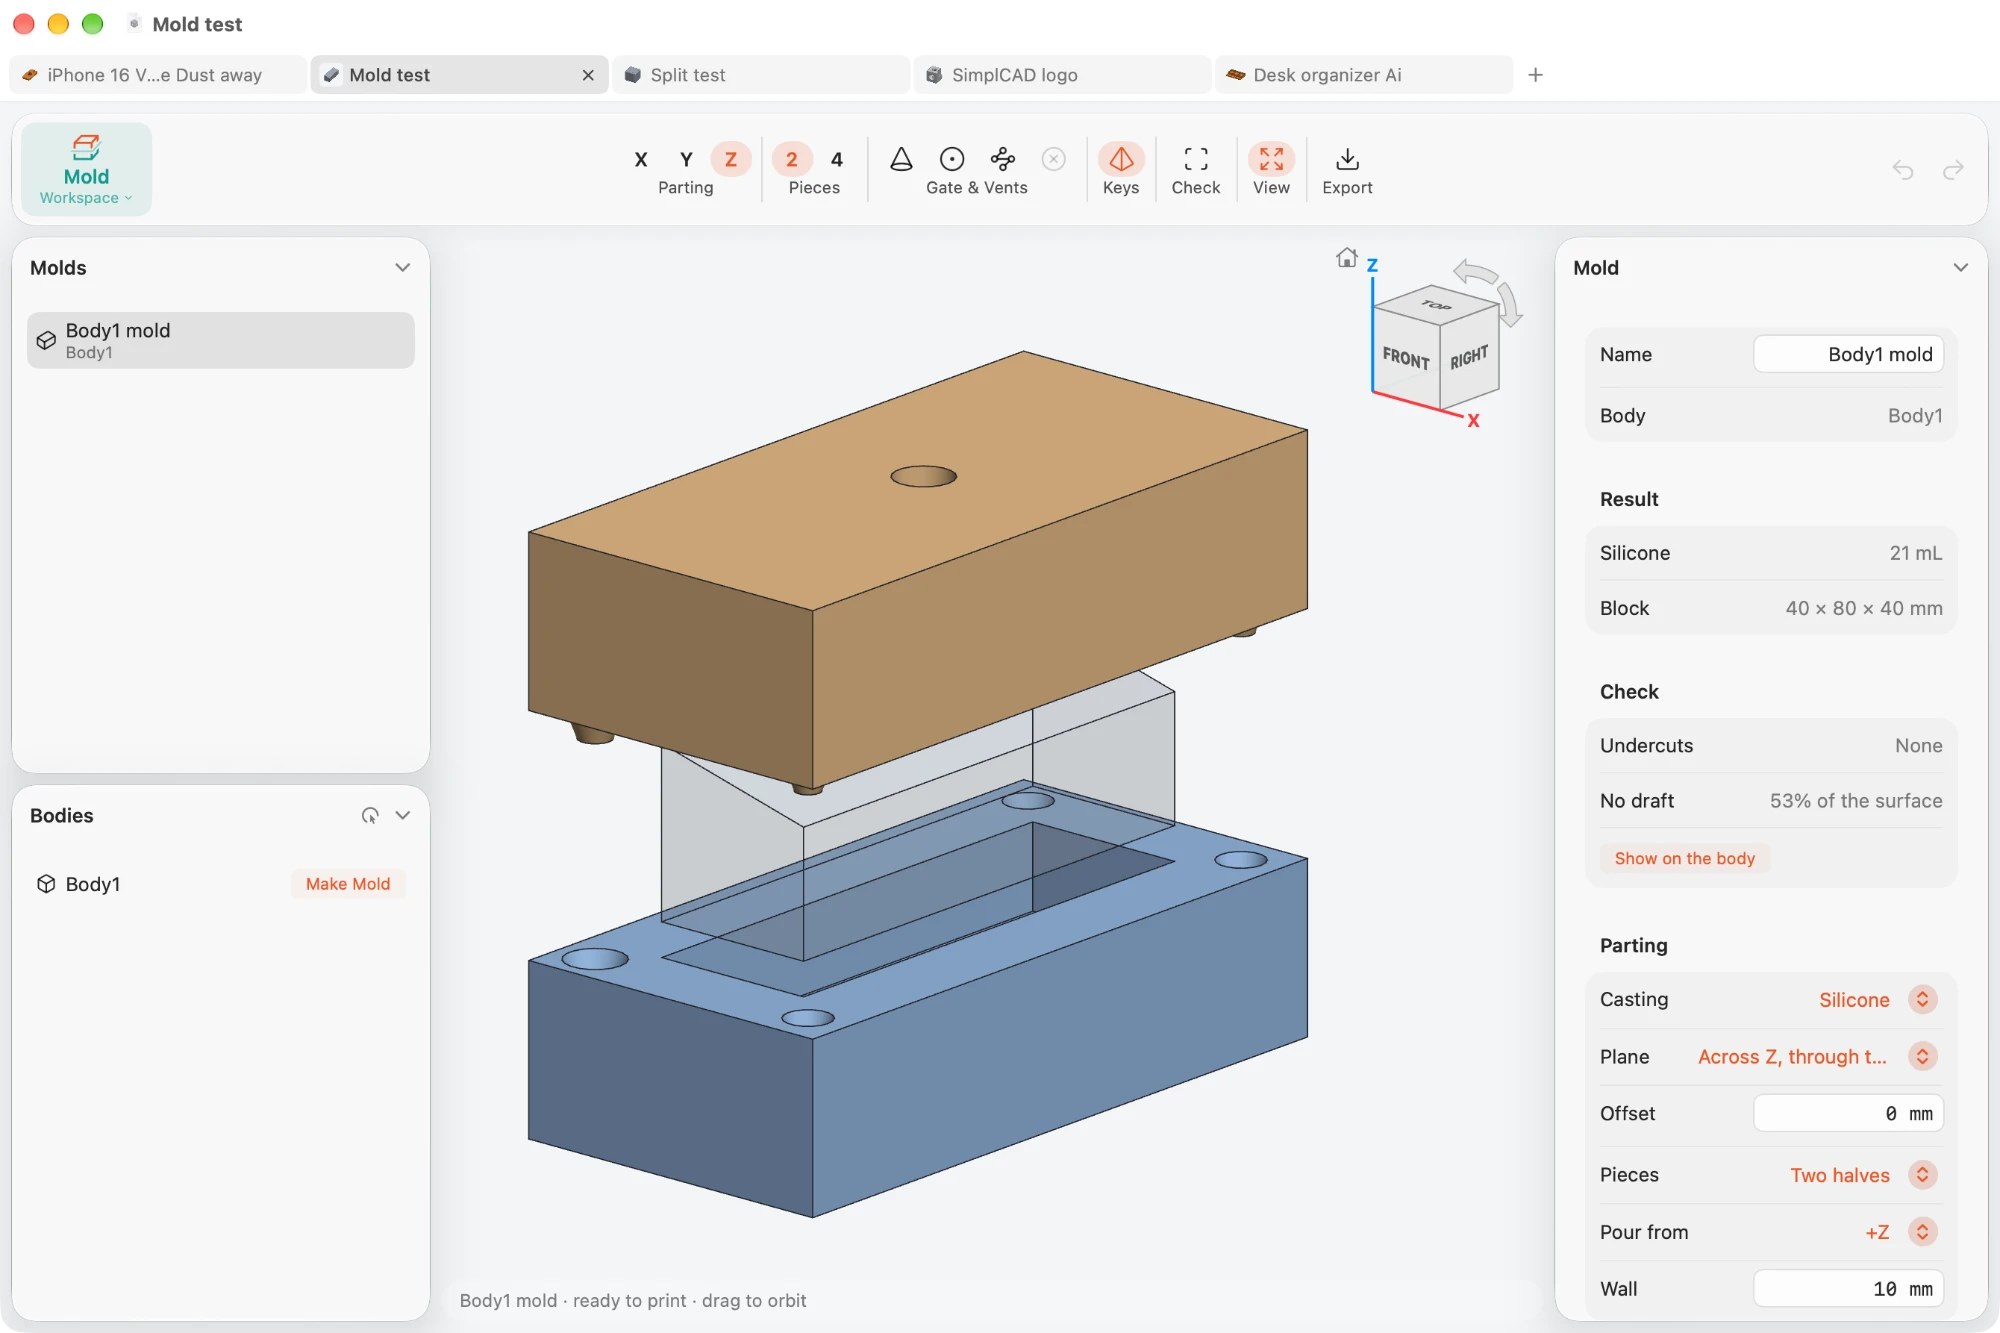 Mold test
iPhone 16 V...e Dust away
Mold test
Split test
SimplCAD logo
Desk organizer Ai
Mold
Workspace
X Y Z
Parting
2 4
Pieces
Gate & Vents
Keys
Check
View
Export
Molds
Body1 mold
Body1
Bodies
Body1
Make Mold
Z
TOP
FRONT
RIGHT
X
Body1 mold · ready to print · drag to orbit
Mold
Name Body1 mold
Body Body1
Result
Silicone 21 mL
Block 40 × 80 × 40 mm
Check
Undercuts None
No draft 53% of the surface
Show on the body
Parting
Casting Silicone
Plane Across Z, through t...
Offset 0 mm
Pieces Two halves
Pour from +Z
Wall 10 mm